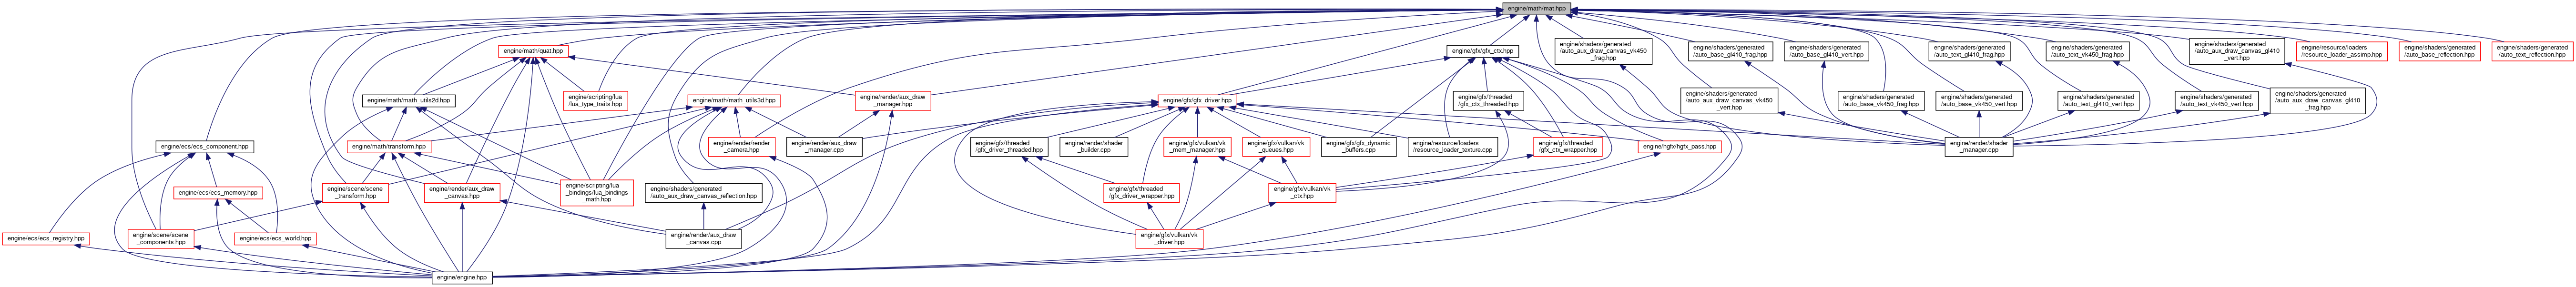 engine/math/mat.hpp
engine/math/quat.hpp
engine/gfx/gfx_ctx.hpp
engine/shaders/generated
/auto_aux_draw_canvas_vk450
_frag.hpp
engine/shaders/generated
/auto_base_gl410_frag.hpp
engine/shaders/generated
/auto_base_gl410_vert.hpp
engine/shaders/generated
/auto_text_gl410_frag.hpp
engine/shaders/generated
/auto_text_vk450_frag.hpp
engine/shaders/generated
/auto_aux_draw_canvas_gl410
_vert.hpp
engine/resource/loaders
/resource_loader_assimp.hpp
engine/shaders/generated
/auto_base_reflection.hpp
engine/shaders/generated
/auto_text_reflection.hpp
engine/math/math_utils2d.hpp
engine/scripting/lua
/lua_type_traits.hpp
engine/math/math_utils3d.hpp
engine/render/aux_draw
_manager.hpp
engine/gfx/gfx_driver.hpp
engine/gfx/threaded
/gfx_ctx_threaded.hpp
engine/shaders/generated
/auto_aux_draw_canvas_vk450
_vert.hpp
engine/shaders/generated
/auto_base_vk450_frag.hpp
engine/shaders/generated
/auto_base_vk450_vert.hpp
engine/shaders/generated
/auto_text_gl410_vert.hpp
engine/shaders/generated
/auto_text_vk450_vert.hpp
engine/shaders/generated
/auto_aux_draw_canvas_gl410
_frag.hpp
engine/ecs/ecs_component.hpp
engine/math/transform.hpp
engine/render/render
_camera.hpp
engine/render/aux_draw
_manager.cpp
engine/gfx/threaded
/gfx_driver_threaded.hpp
engine/render/shader
_builder.cpp
engine/gfx/vulkan/vk
_mem_manager.hpp
engine/gfx/vulkan/vk
_queues.hpp
engine/gfx/gfx_dynamic
_buffers.cpp
engine/resource/loaders
/resource_loader_texture.cpp
engine/gfx/threaded
/gfx_ctx_wrapper.hpp
engine/hgfx/hgfx_pass.hpp
engine/render/shader
_manager.cpp
engine/ecs/ecs_memory.hpp
engine/scene/scene
_transform.hpp
engine/render/aux_draw
_canvas.hpp
engine/scripting/lua
_bindings/lua_bindings
_math.hpp
engine/shaders/generated
/auto_aux_draw_canvas_reflection.hpp
engine/gfx/threaded
/gfx_driver_wrapper.hpp
engine/gfx/vulkan/vk
_ctx.hpp
engine/ecs/ecs_registry.hpp
engine/scene/scene
_components.hpp
engine/ecs/ecs_world.hpp
engine/render/aux_draw
_canvas.cpp
engine/gfx/vulkan/vk
_driver.hpp
engine/engine.hpp